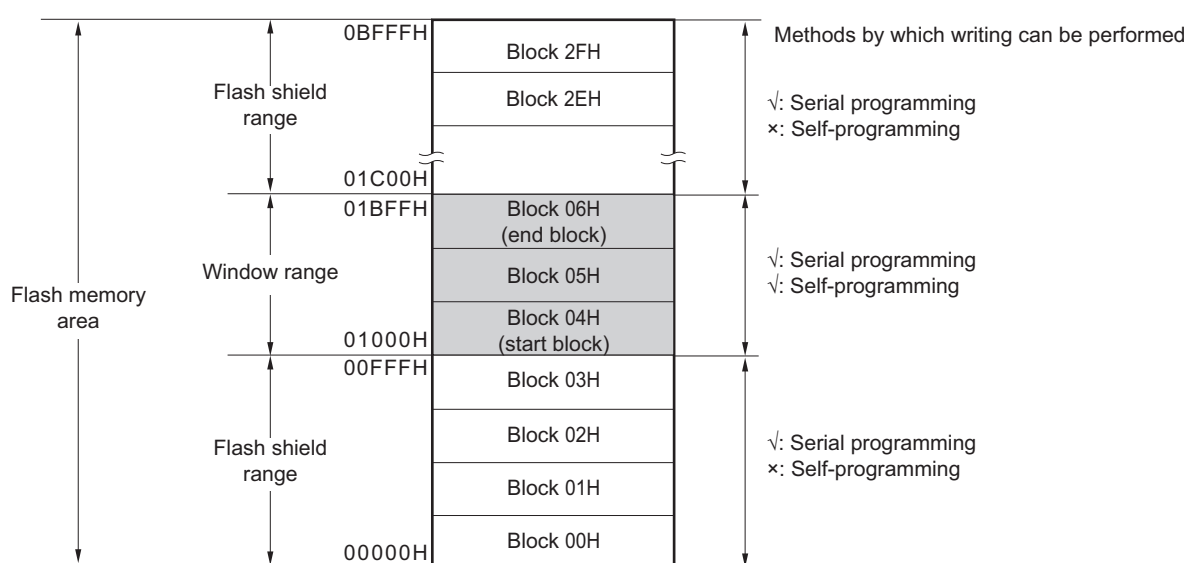 0BFFFH
Block 2FH
Methods by which writing can be performed
Flash shield
range
Block 2EH
√: Serial programming
×: Self-programming
01C00H
01BFFH
Block 06H
(end block)
Window range
Block 05H
√: Serial programming
√: Self-programming
Flash memory
area
Block 04H
(start block)
01000H
00FFFH
Block 03H
Flash shield
range
Block 02H
√: Serial programming
×: Self-programming
Block 01H
Block 00H
00000H